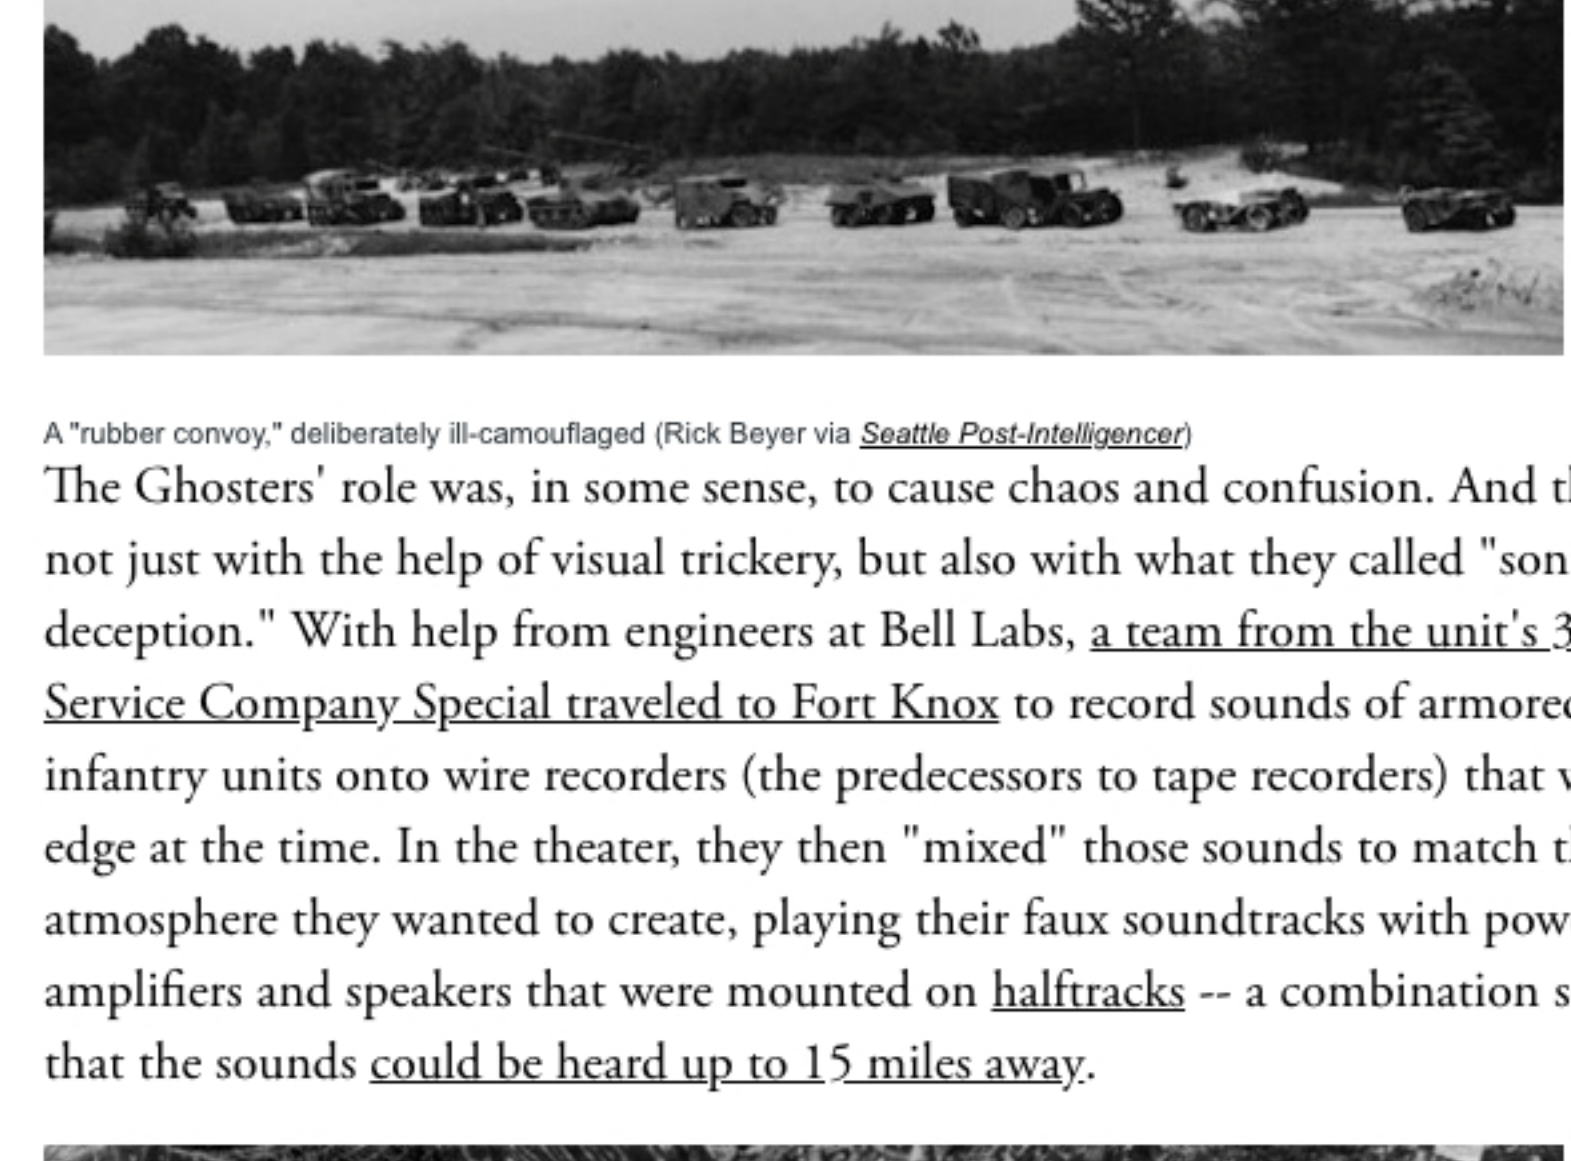 A "rubber convoy," deliberately ill-camouflaged (Rick Beyer via Seattle Post-Intelligencer)
The Ghosters' role was, in some sense, to cause chaos and confusion. And
not just with the help of visual trickery, but also with what they called "son
deception." With help from engineers at Bell Labs, a team from the unit's 3
Service Company Special traveled to Fort Knox to record sounds of armored
infantry units onto wire recorders (the predecessors to tape recorders) that
edge at the time. In the theater, they then "mixed" those sounds to match
atmosphere they wanted to create, playing their faux soundtracks with pow
amplifiers and speakers that were mounted on halftracks -- a combination s
that the sounds could be heard up to 15 miles away.